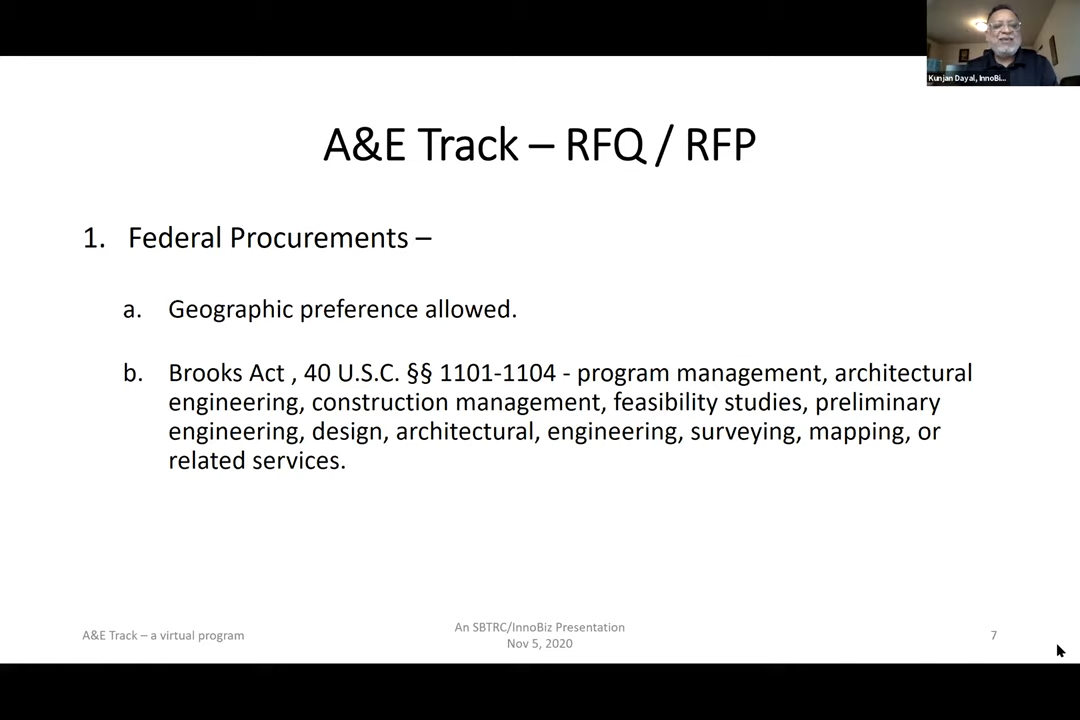 Kunjan Dayal, InnoBi...
A&E Track – RFQ / RFP
1. Federal Procurements –
a. Geographic preference allowed.
b. Brooks Act , 40 U.S.C. §§ 1101-1104 - program management, architectural
engineering, construction management, feasibility studies, preliminary
engineering, design, architectural, engineering, surveying, mapping, or
related services.
A&E Track – a virtual program
An SBTRC/InnoBiz Presentation
Nov 5, 2020
7